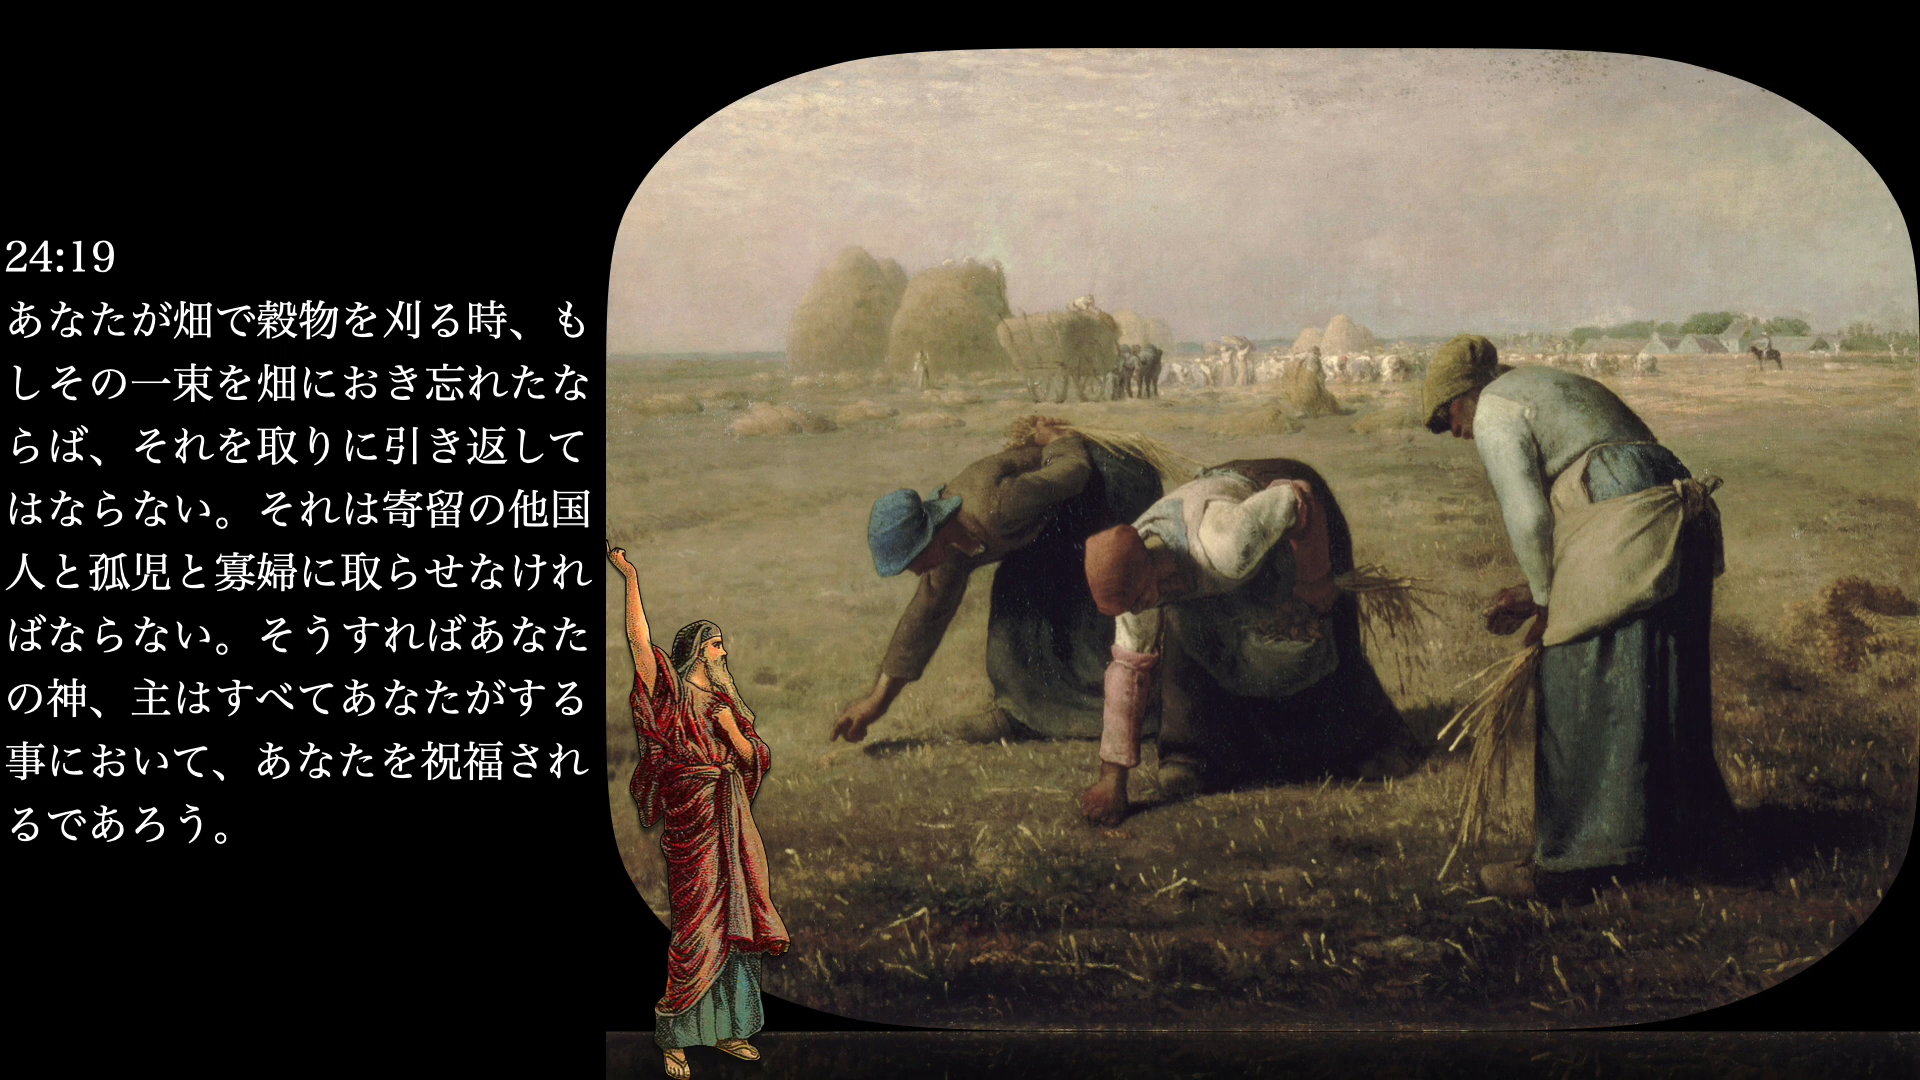 24:19
あなたが畑で穀物を刈る時、も
しその一束を畑におき忘れたな
らば、それを取りに引き返して
はならない。それは寄留の他国
人と孤児と寡婦に取らせなけれ
ばならない。そうすればあなた
の神、主はすべてあなたがする
事において、あなたを祝福され
るであろう。